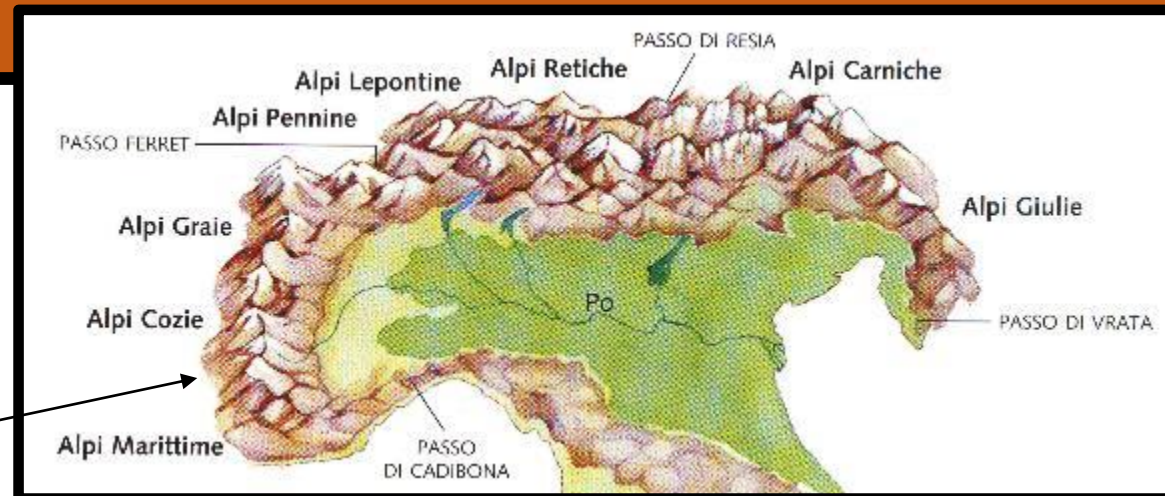 PASSO DI RESIA
Alpi Lepontine
Alpi Retiche
Alpi Carniche
Alpi Pennine
PASSO FERRET
Alpi Graie
Alpi Giulie
Alpi Cozie
Po
PASSO DI VRATA
Alpi Marittime
PASSO
DI CADIBONA